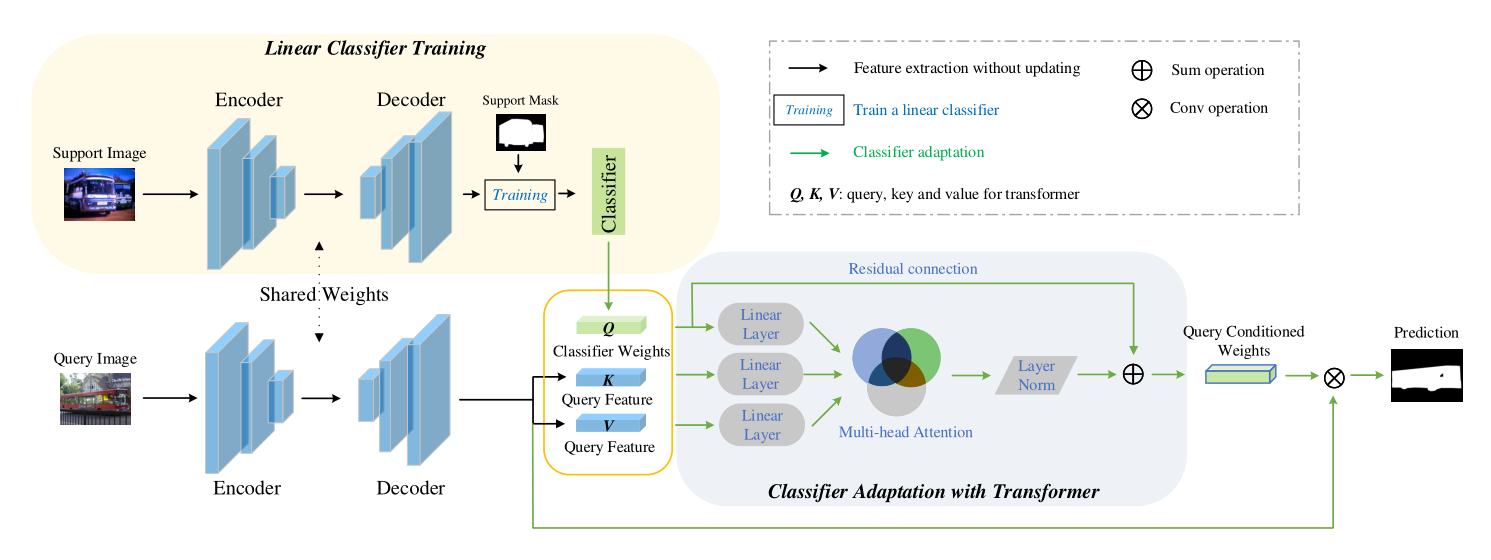 Linear Classifier Training
Encoder
Decoder
Support Mask
Support Image
Training
Classifier
Feature extraction without updating
Sum operation
Training
Train a linear classifier
Conv operation
Classifier adaptation
Q, K, V: query, key and value for transformer
Shared Weights
Query Image
Encoder
Decoder
Q
Classifier Weights
K
Query Feature
V
Query Feature
Residual connection
Linear
Layer
Linear
Layer
Linear
Layer
Multi-head Attention
Layer
Norm
Classifier Adaptation with Transformer
Query Conditioned
Weights
Prediction